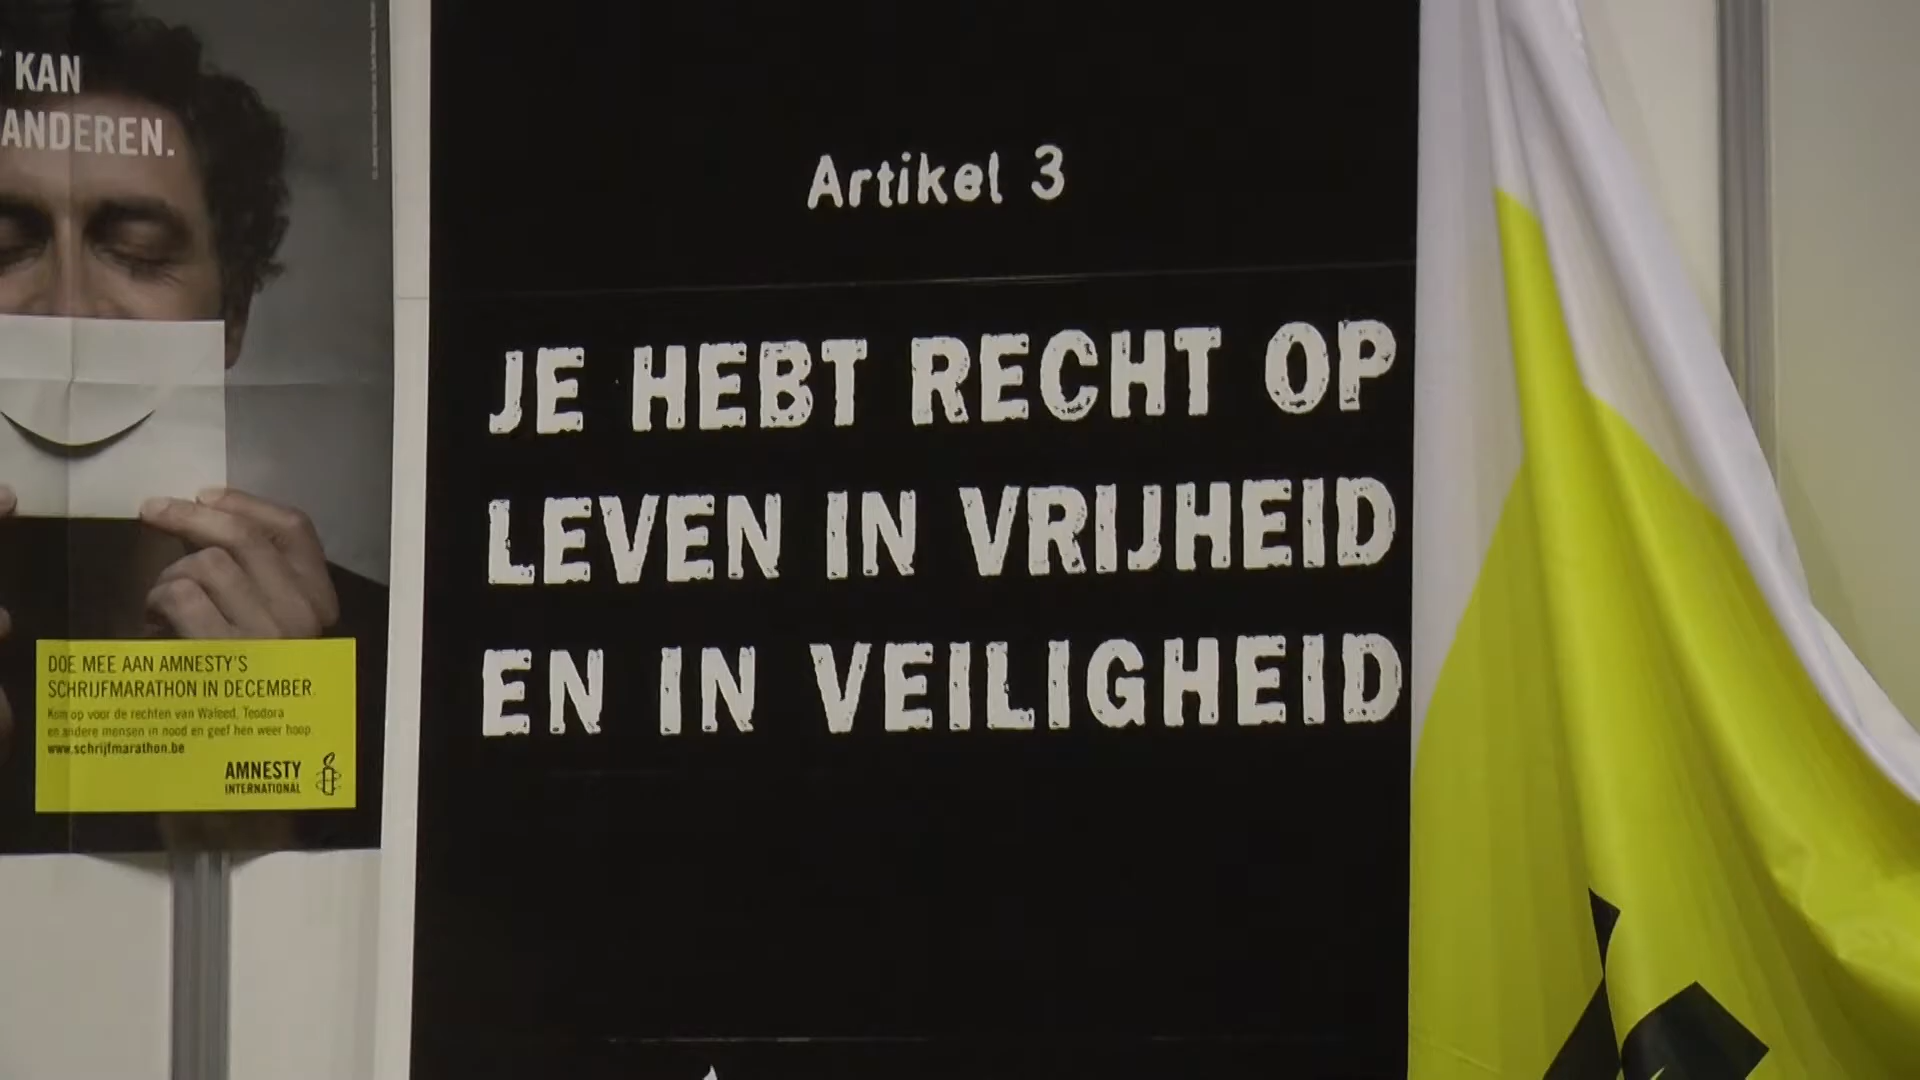 KAN
ANDEREN.
DOE MEE AAN AMNESTY'S
SCHRIJFMARATHON IN DECEMBER.
Kom op voor de rechten van Waleed, Teodora
en andere mensen in nood en geef hen weer hoop.
www.schrijfmarathon.be
AMNESTY
INTERNATIONAL
Artikel 3
JE HEBT RECHT OP
LEVEN IN VRIJHEID
EN IN VEILIGHEID